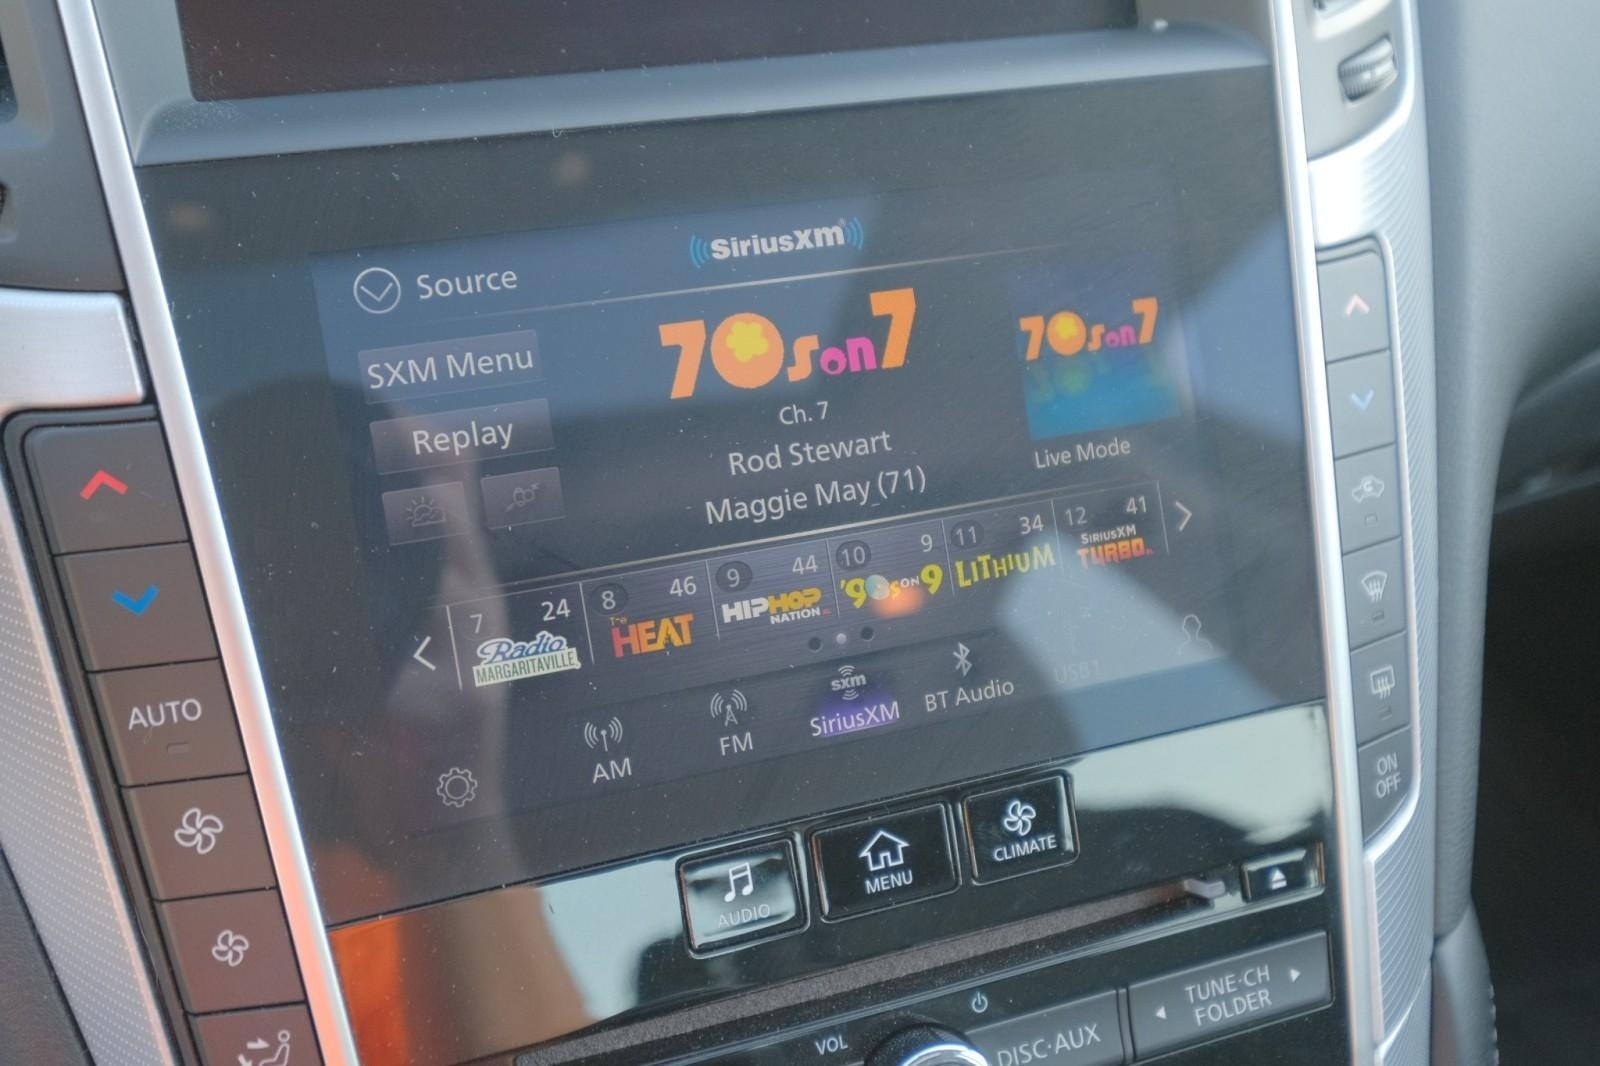 SiriusXM
Source
70s on 7
70s on 7
SXM Menu
Ch. 7
Replay
Rod Stewart
Live Mode
Maggie May (71)
7 24
Radio
MARGARITAVILLE
8 46
The
HEAT
9 44
HIPHOP
NATION XL
10 9
'90s ON 9
11 34
LITHIUM
12 41
SIRIUSXM
TURBO XL
AM
FM
sxm
SiriusXM
BT Audio
USB1
AUTO
ON
OFF
AUDIO
MENU
CLIMATE
VOL
DISC·AUX
TUNE·CH
FOLDER